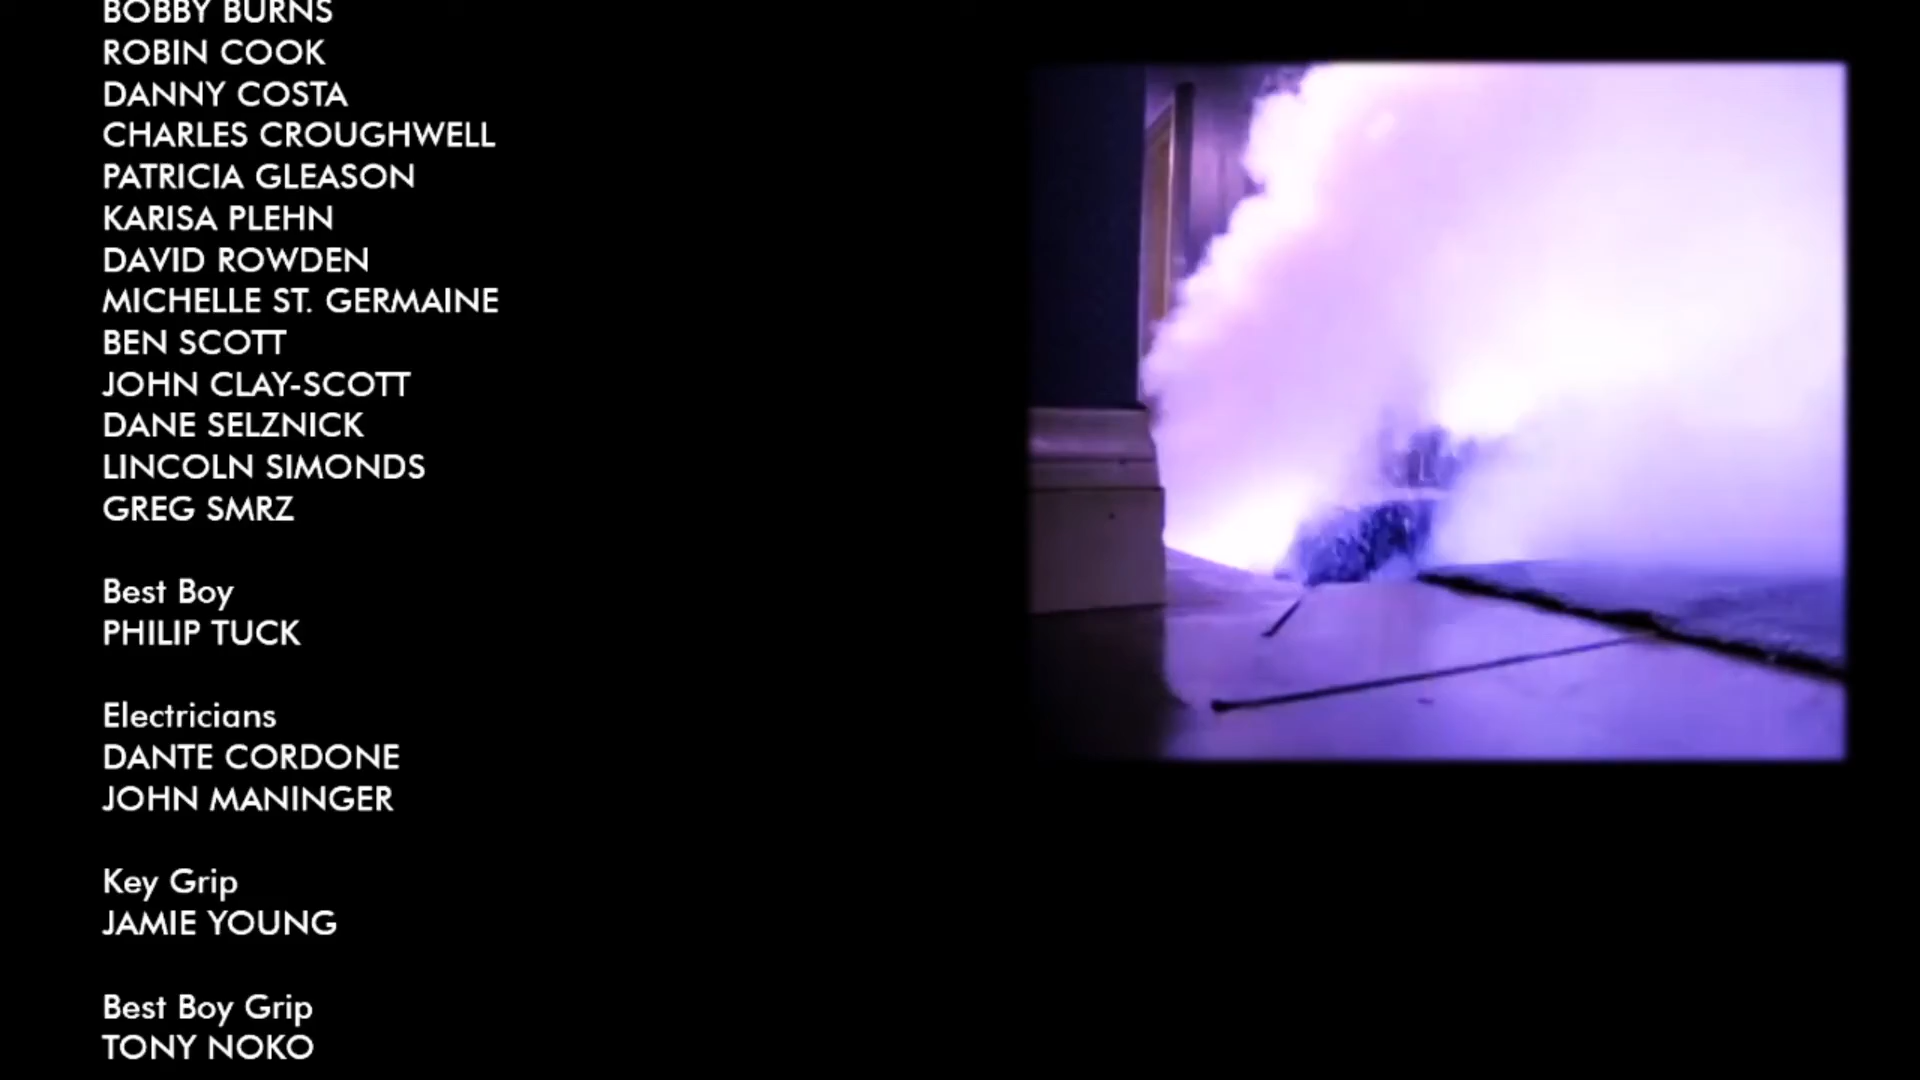 BOBBY BURNS
ROBIN COOK
DANNY COSTA
CHARLES CROUGHWELL
PATRICIA GLEASON
KARISA PLEHN
DAVID ROWDEN
MICHELLE ST. GERMAINE
BEN SCOTT
JOHN CLAY-SCOTT
DANE SELZNICK
LINCOLN SIMONDS
GREG SMRZ
Best Boy
PHILIP TUCK
Electricians
DANTE CORDONE
JOHN MANINGER
Key Grip
JAMIE YOUNG
Best Boy Grip
TONY NOKO